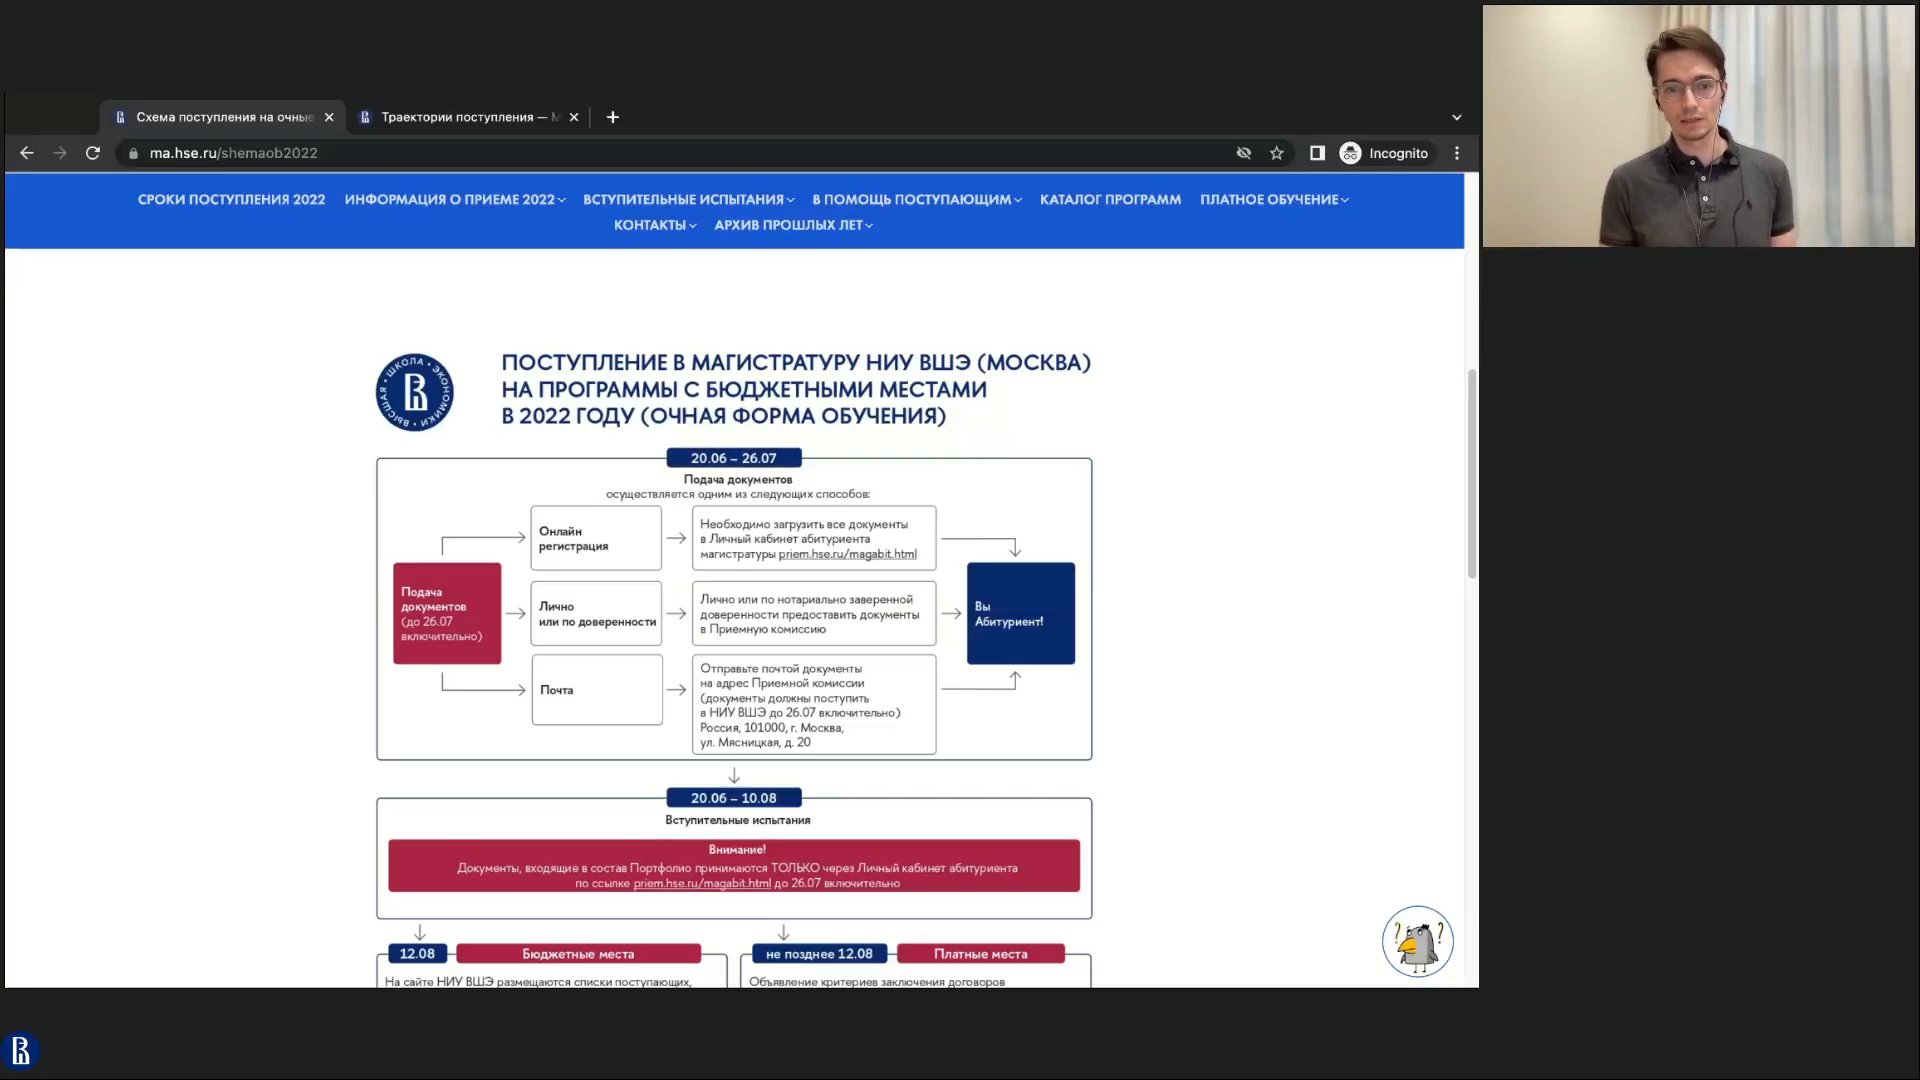 Схема поступления на очные
Траектории поступления — М
ma.hse.ru/shemaob2022
Incognito
СРОКИ ПОСТУПЛЕНИЯ 2022 ИНФОРМАЦИЯ О ПРИЕМЕ 2022 ВСТУПИТЕЛЬНЫЕ ИСПЫТАНИЯ В ПОМОЩЬ ПОСТУПАЮЩИМ КАТАЛОГ ПРОГРАММ ПЛАТНОЕ ОБУЧЕНИЕ
КОНТАКТЫ АРХИВ ПРОШЛЫХ ЛЕТ
ВЫСШАЯ • ШКОЛА • ЭКОНОМИКИ
ПОСТУПЛЕНИЕ В МАГИСТРАТУРУ НИУ ВШЭ (МОСКВА)
НА ПРОГРАММЫ С БЮДЖЕТНЫМИ МЕСТАМИ
В 2022 ГОДУ (ОЧНАЯ ФОРМА ОБУЧЕНИЯ)
20.06 – 26.07
Подача документов
осуществляется одним из следующих способов:
Подача
документов
(до 26.07
включительно)
Онлайн
регистрация
Необходимо загрузить все документы
в Личный кабинет абитуриента
магистратуры priem.hse.ru/magabit.html
Лично
или по доверенности
Лично или по нотариально заверенной
доверенности предоставить документы
в Приемную комиссию
Почта
Отправьте почтой документы
на адрес Приемной комиссии
(документы должны поступить
в НИУ ВШЭ до 26.07 включительно)
Россия, 101000, г. Москва,
ул. Мясницкая, д. 20
Вы
Абитуриент!
20.06 – 10.08
Вступительные испытания
Внимание!
Документы, входящие в состав Портфолио принимаются ТОЛЬКО через Личный кабинет абитуриента
по ссылке priem.hse.ru/magabit.html до 26.07 включительно
12.08 Бюджетные места
На сайте НИУ ВШЭ размещаются списки поступающих,
не позднее 12.08 Платные места
Объявление критериев заключения договоров
? ?